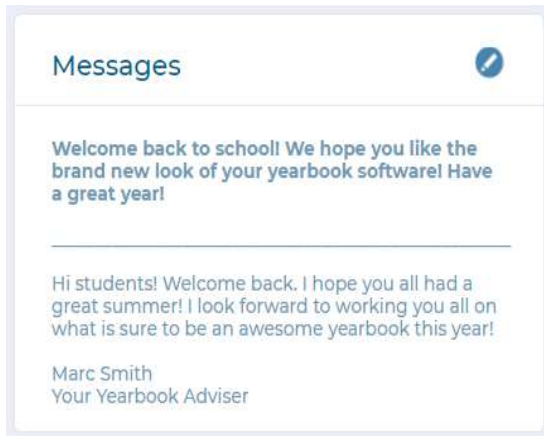 Messages
Welcome back to school! We hope you like the
brand new look of your yearbook software! Have
a great year!
Hi students! Welcome back. I hope you all had a
great summer! I look forward to working you all on
what is sure to be an awesome yearbook this year!
Marc Smith
Your Yearbook Adviser